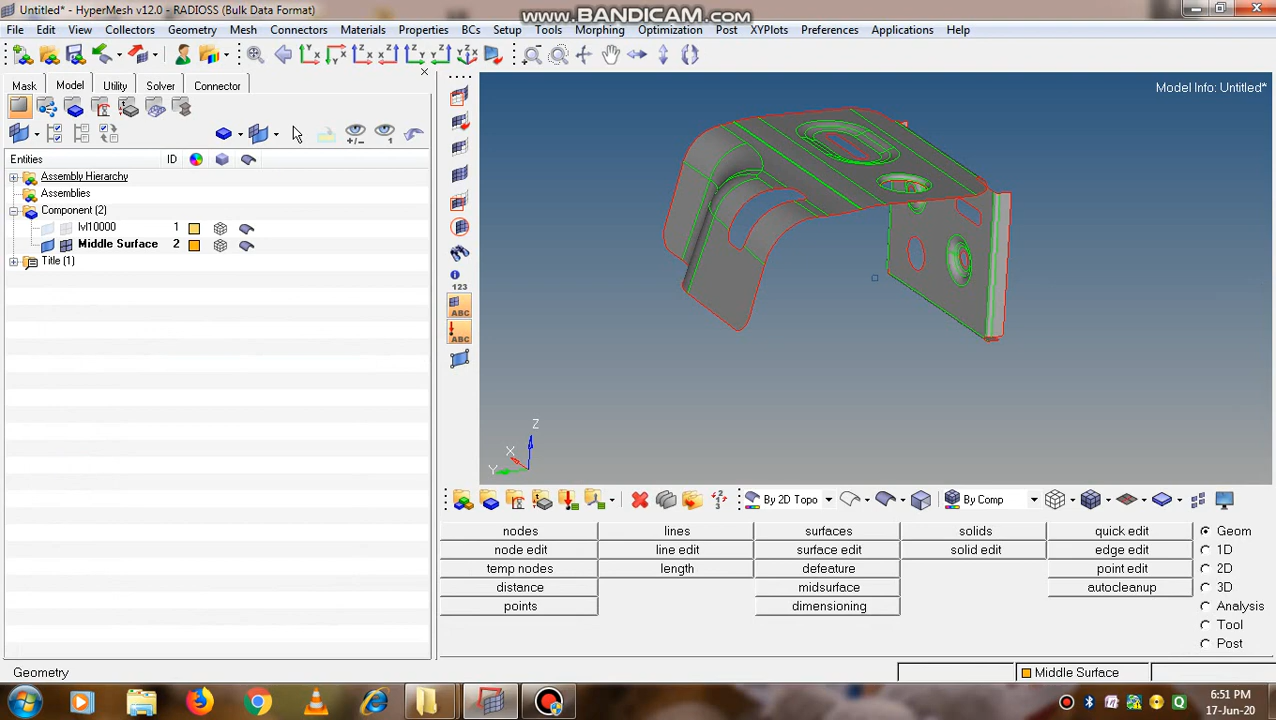 Untitled* - HyperMesh v12.0 - RADIOSS (Bulk Data Format)
www.BANDICAM.com
File Edit View Collectors Geometry Mesh Connectors Materials Properties BCs Setup Tools Morphing Optimization Post XYPlots Preferences Applications Help
Mask Model Utility Solver Connector
Model Info: Untitled*
Entities ID
Assembly Hierarchy
Assemblies
Component (2)
lvl10000 1
Middle Surface 2
Title (1)
123
ABC
ABC
Z
X
Y
By 2D Topo By Comp
nodes lines surfaces solids quick edit Geom
node edit line edit surface edit solid edit edge edit 1D
temp nodes length defeature point edit 2D
distance midsurface autocleanup 3D
points dimensioning Analysis
Tool
Post
Geometry Middle Surface
6:51 PM
17-Jun-20